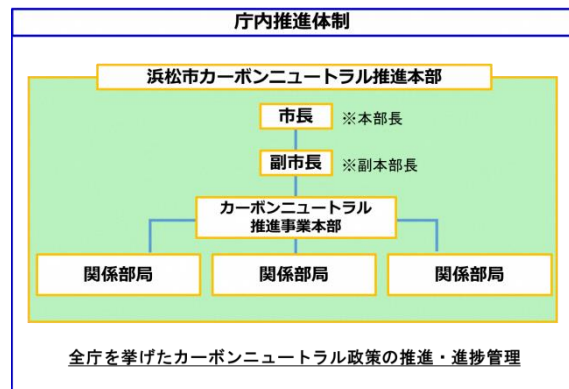 庁内推進体制
浜松市カーボンニュートラル推進本部
市長 ※本部長
副市長 ※副本部長
カーボンニュートラル
推進事業本部
関係部局 関係部局 関係部局
全庁を挙げたカーボンニュートラル政策の推進・進捗管理